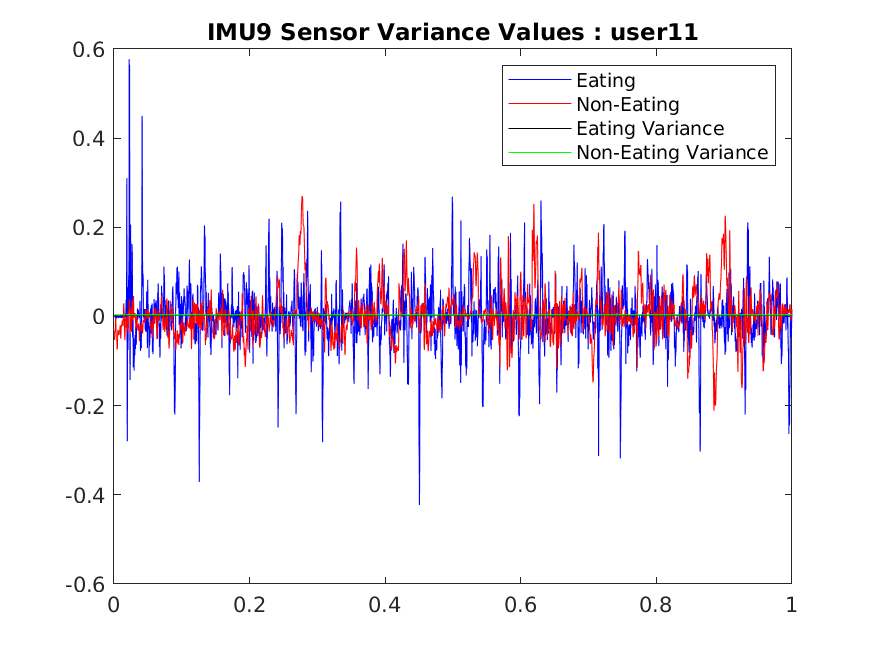 IMU9 Sensor Variance Values : user11
0.6
Eating
Non-Eating
Eating Variance
Non-Eating Variance
0.4
0.2
0
-0.2
-0.4
-0.6
0 0.2 0.4 0.6 0.8 1